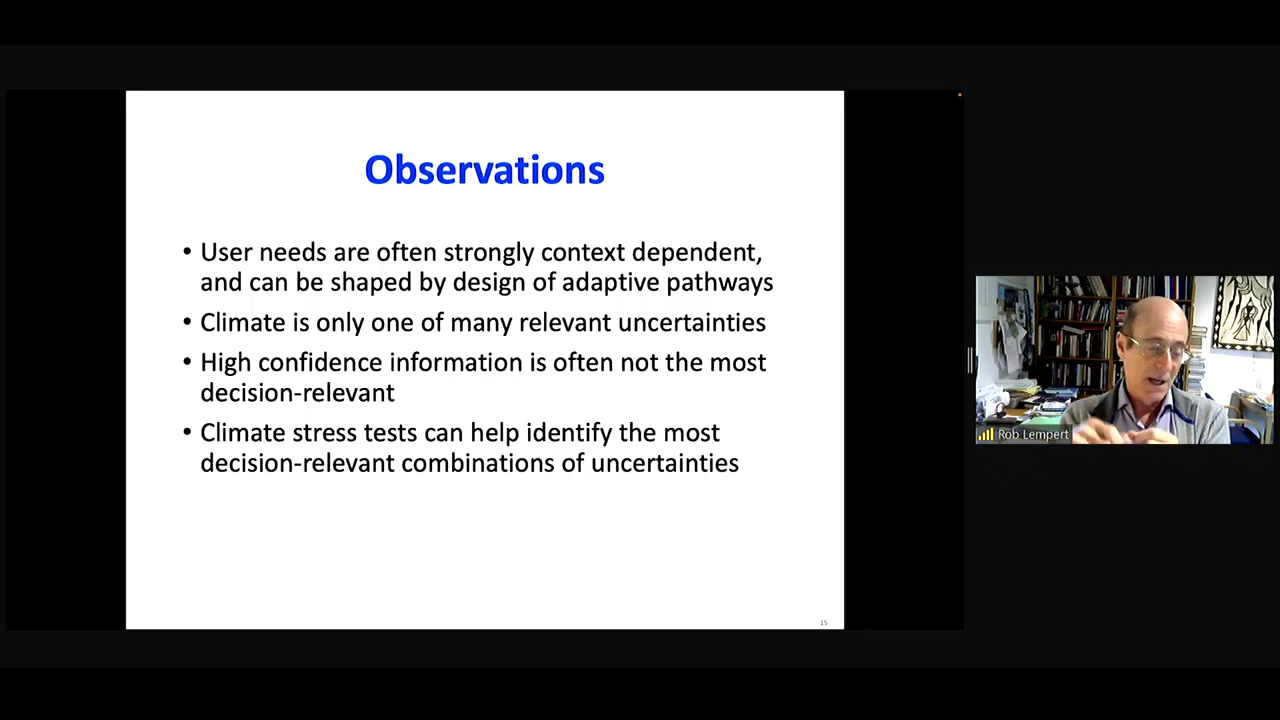 Observations
• User needs are often strongly context dependent,
and can be shaped by design of adaptive pathways
• Climate is only one of many relevant uncertainties
• High confidence information is often not the most
decision-relevant
• Climate stress tests can help identify the most
decision-relevant combinations of uncertainties
15
Rob Lempert